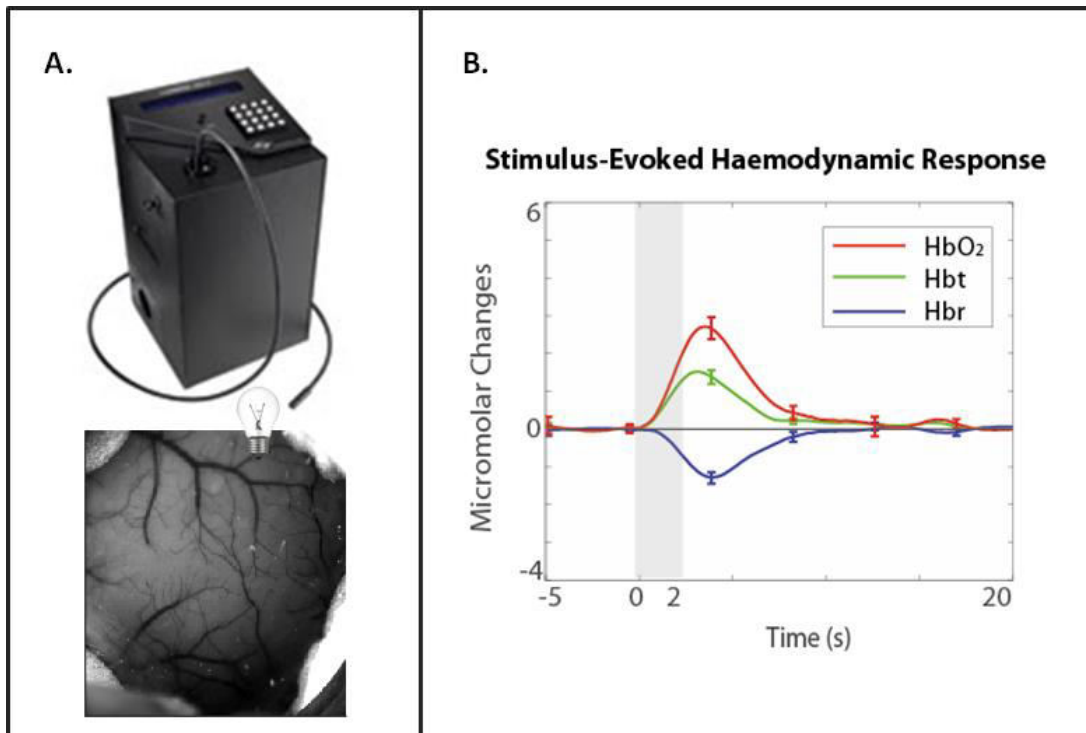 A.
B.
Stimulus-Evoked Haemodynamic Response
6
HbO₂
Hbt
Hbr
Micromolar Changes
0
-4
-5 0 2 20
Time (s)